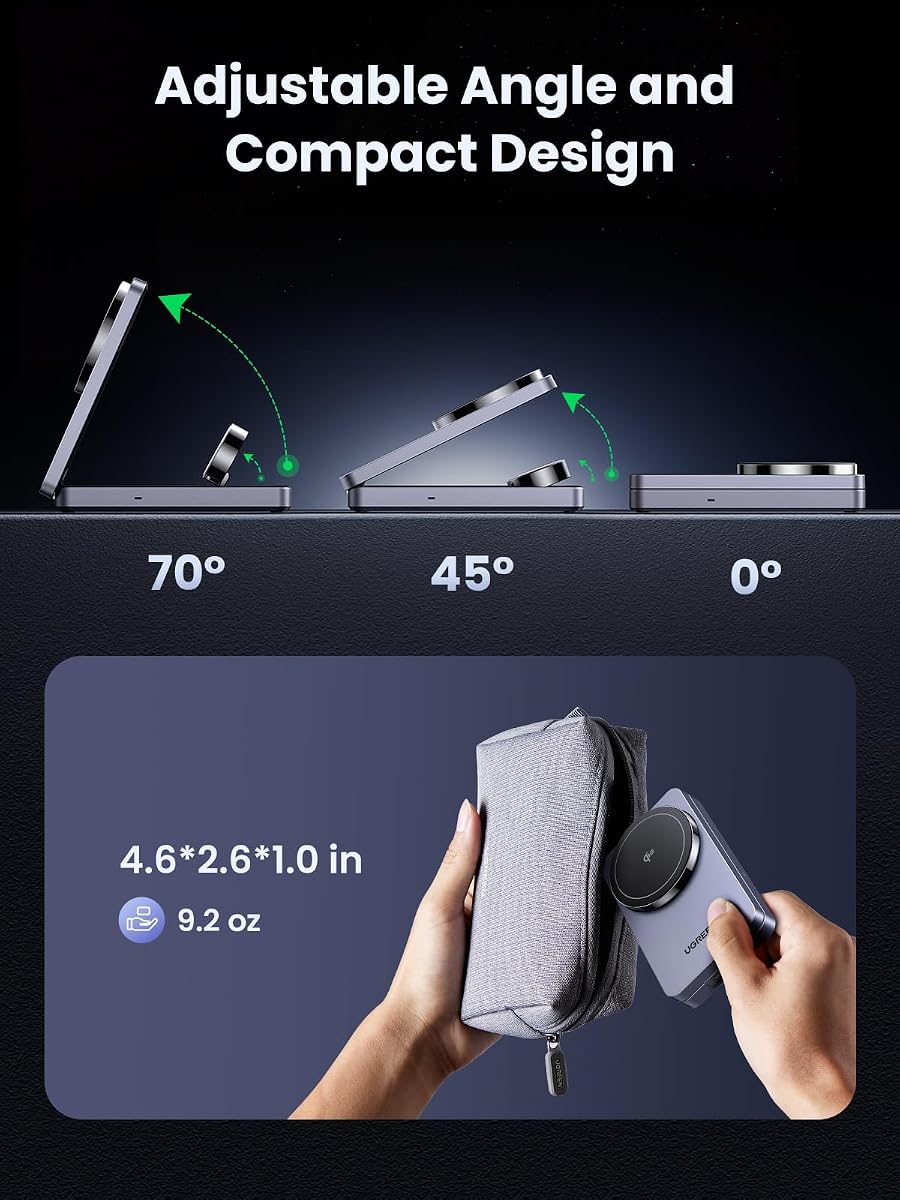 Adjustable Angle and
Compact Design
70°
45°
0°
4.6*2.6*1.0 in
9.2 oz
Qi2
UGREEN